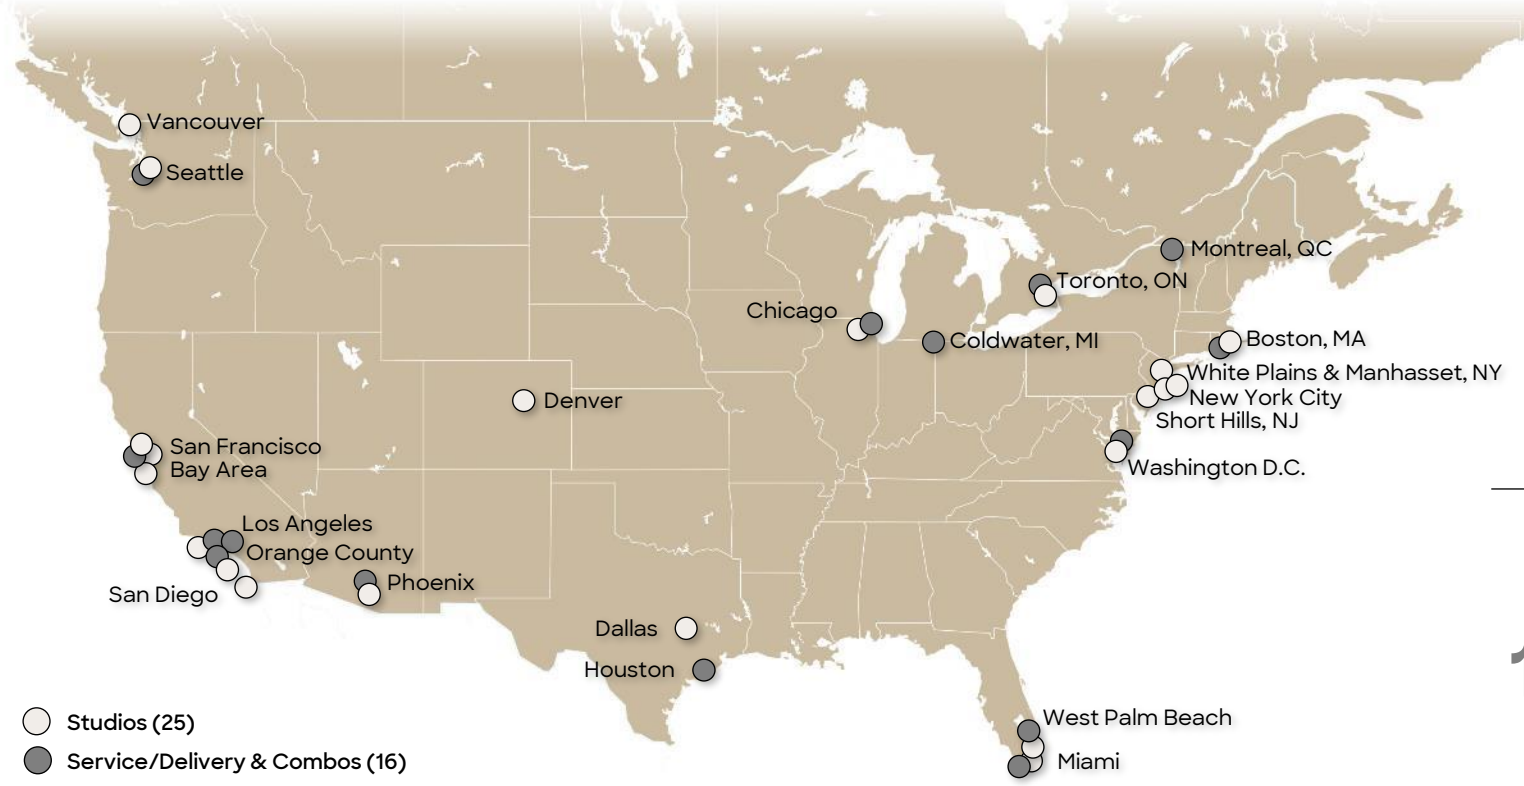 Vancouver
Seattle
Montreal, QC
Toronto, ON
Chicago
Coldwater, MI
Boston, MA
White Plains & Manhasset, NY
New York City
Short Hills, NJ
Denver
San Francisco
Bay Area
Washington D.C.
Los Angeles
Orange County
San Diego
Phoenix
Dallas
Houston
West Palm Beach
Miami
Studios (25)
Service/Delivery & Combos (16)